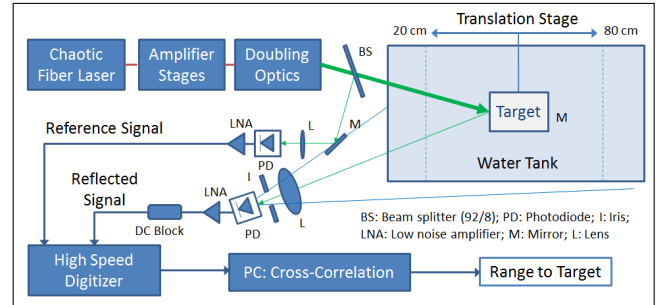 Translation Stage
20 cm
80 cm
Chaotic
Fiber Laser
Amplifier
Stages
Doubling
Optics
BS
Target
M
Water Tank
Reference Signal
LNA
PD
L
M
Reflected
Signal
LNA
I
DC Block
PD
L
BS: Beam splitter (92/8); PD: Photodiode; I: Iris;
LNA: Low noise amplifier; M: Mirror; L: Lens
High Speed
Digitizer
PC: Cross-Correlation
Range to Target